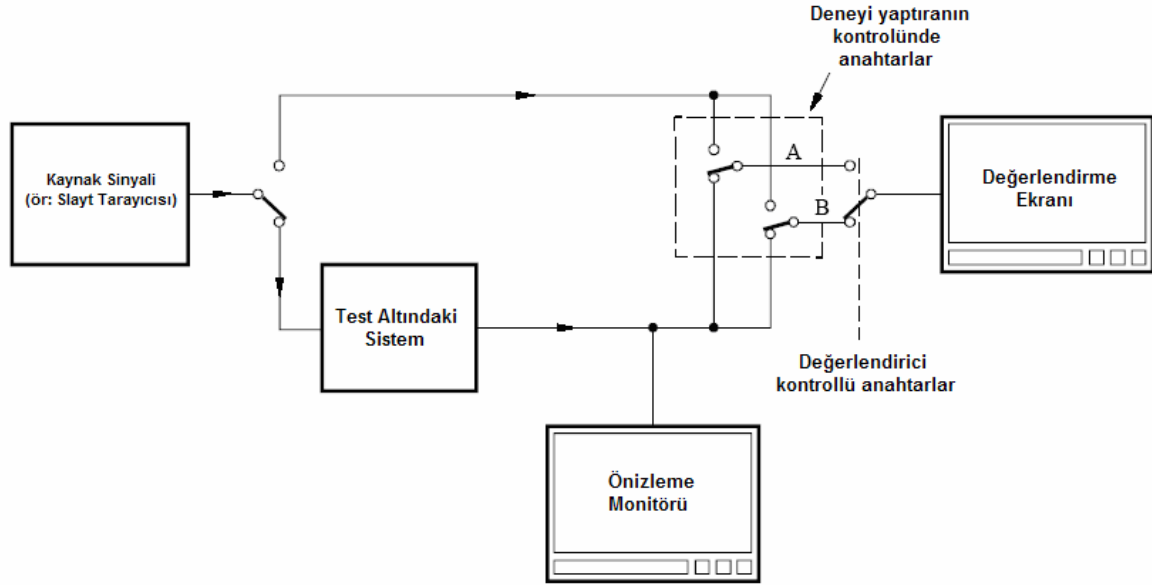 Deneyi yaptıranın
kontrolünde
anahtarlar
Kaynak Sinyali
(ör: Slayt Tarayıcısı)
A
B
Değerlendirme
Ekranı
Test Altındaki
Sistem
Değerlendirici
kontrollü anahtarlar
Önizleme
Monitörü